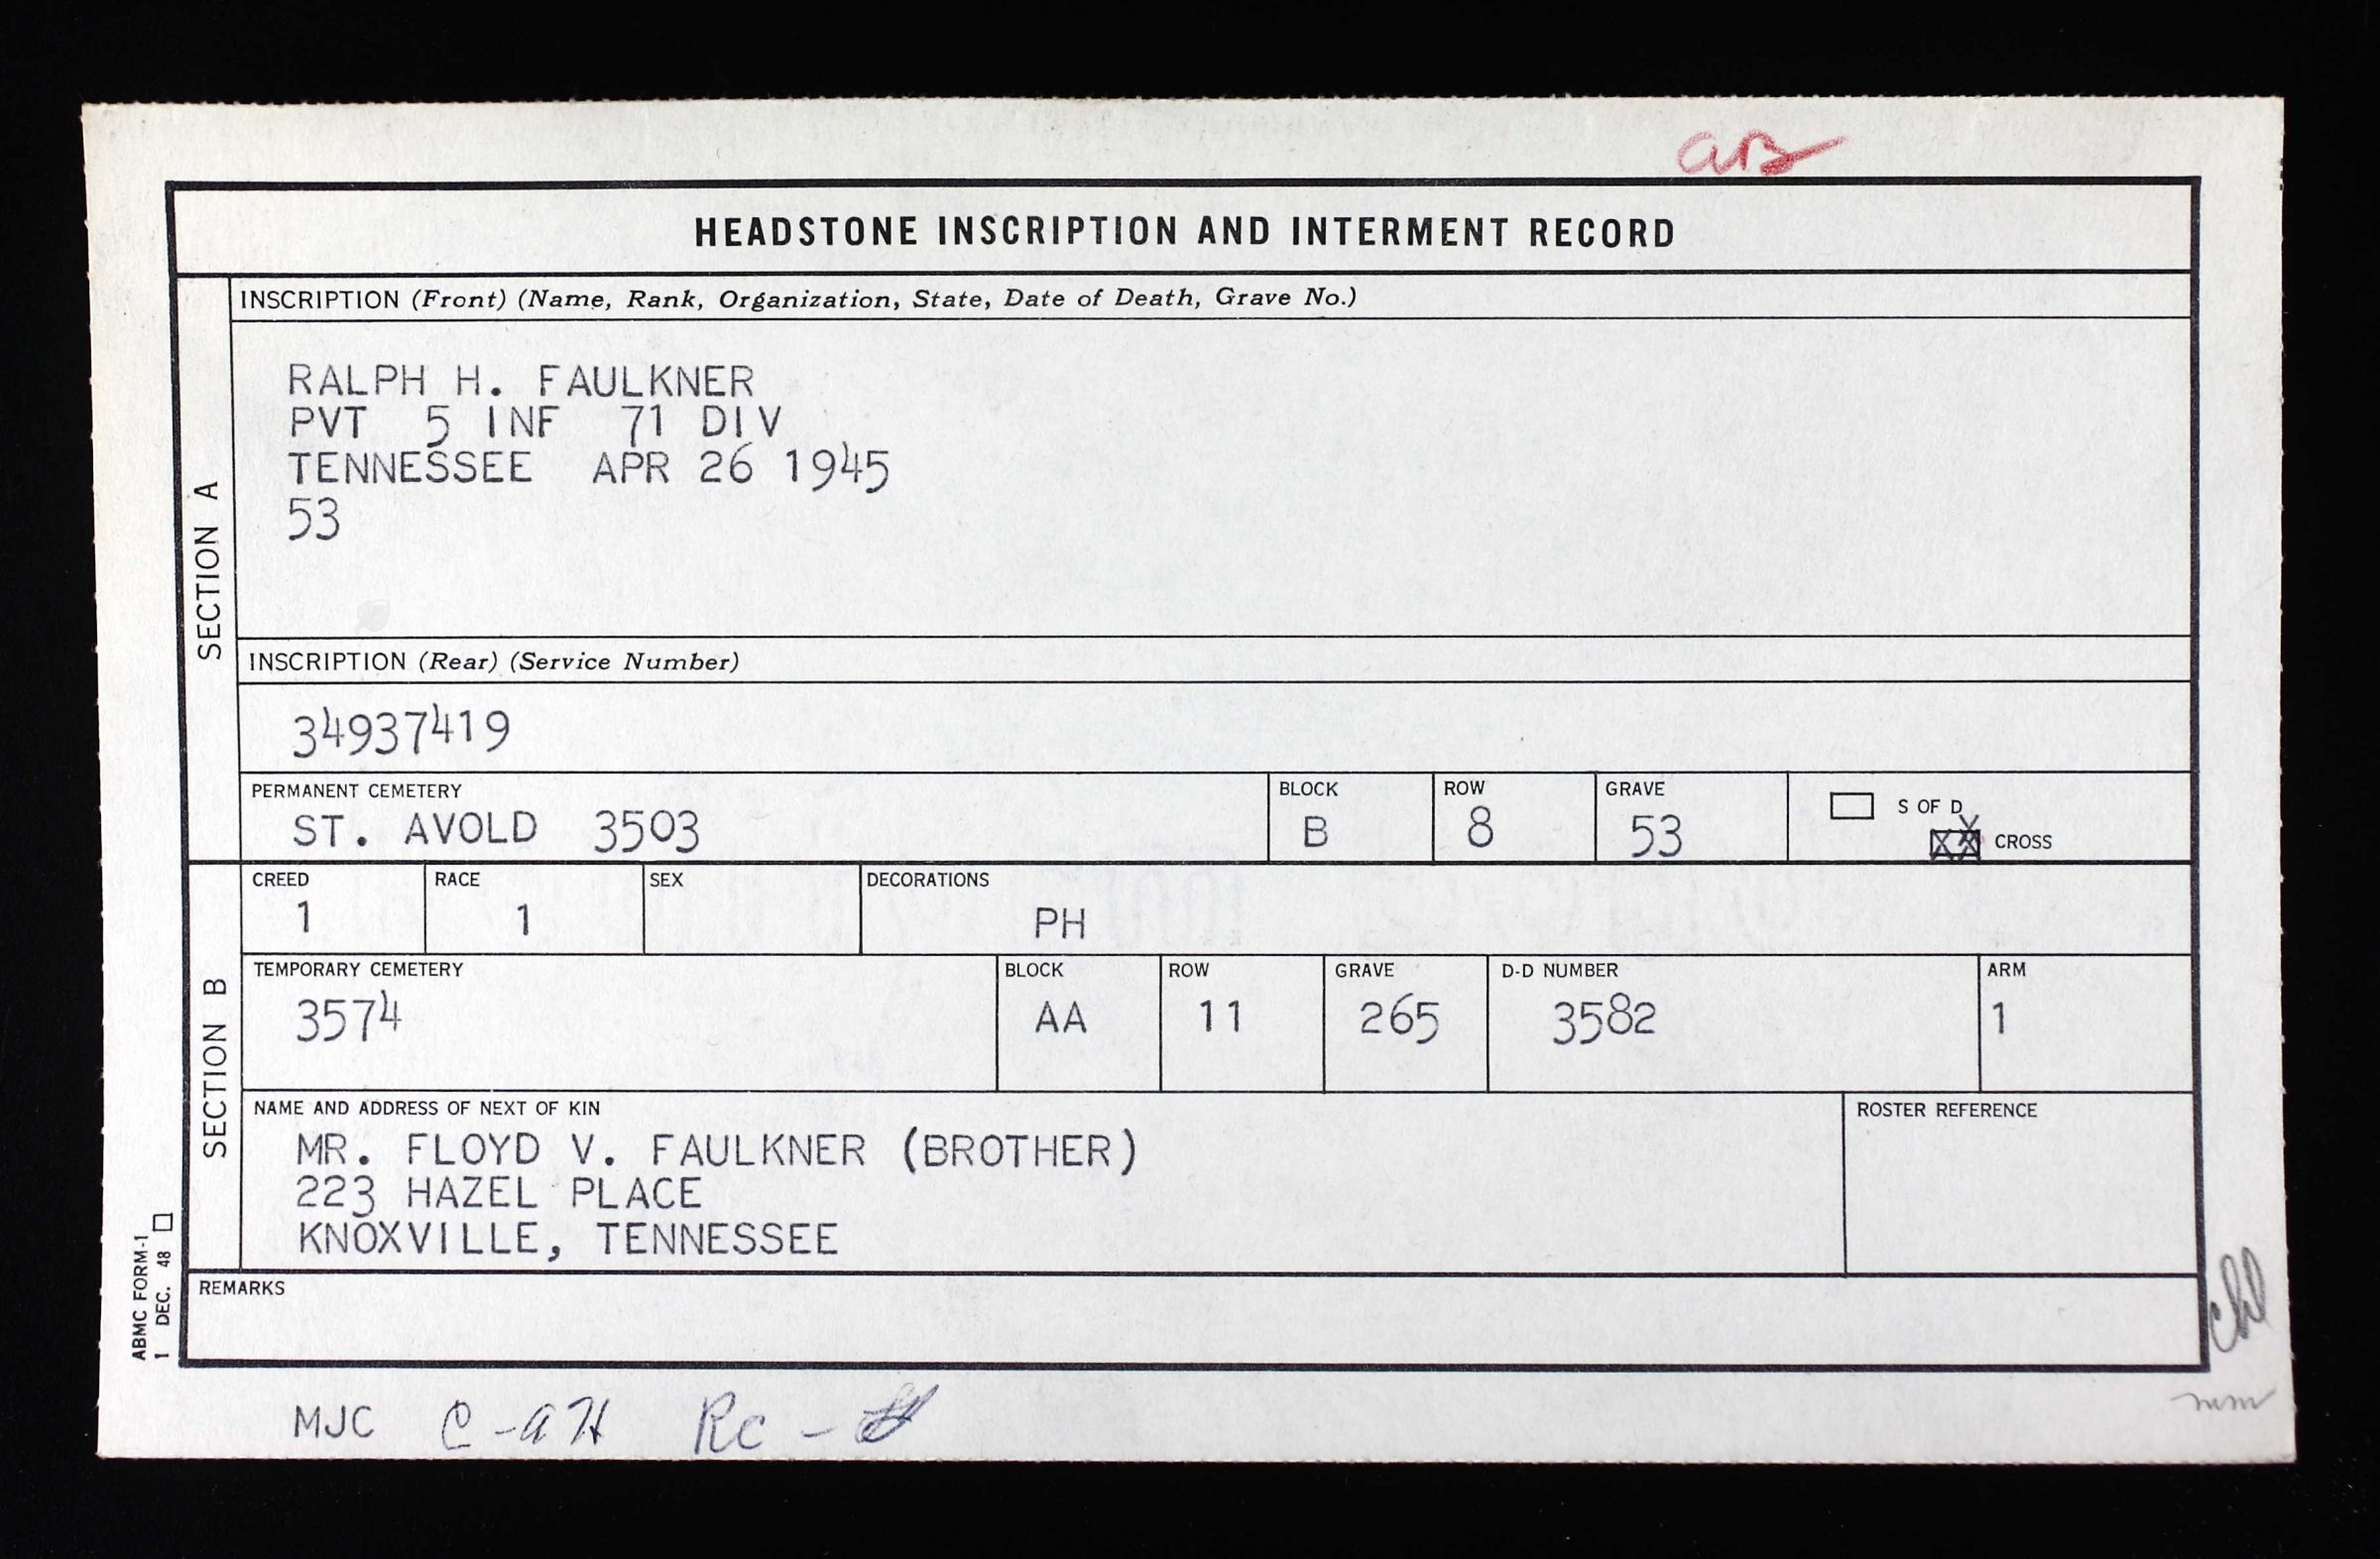 HEADSTONE INSCRIPTION AND INTERMENT RECORD
SECTION A
INSCRIPTION (Front) (Name, Rank, Organization, State, Date of Death, Grave No.)
RALPH H. FAULKNER
PVT 5 INF 71 DIV
TENNESSEE APR 26 1945
53
INSCRIPTION (Rear) (Service Number)
34937419
PERMANENT CEMETERY BLOCK ROW GRAVE S OF D
ST. AVOLD 3503 B 8 53 XX CROSS
SECTION B
CREED RACE SEX DECORATIONS
1 1 PH
TEMPORARY CEMETERY BLOCK ROW GRAVE D-D NUMBER ARM
3574 AA 11 265 3582 1
NAME AND ADDRESS OF NEXT OF KIN ROSTER REFERENCE
MR. FLOYD V. FAULKNER (BROTHER)
223 HAZEL PLACE
KNOXVILLE, TENNESSEE
REMARKS
ABMC FORM-1
1 DEC. 48
MJC C-aH Rc -